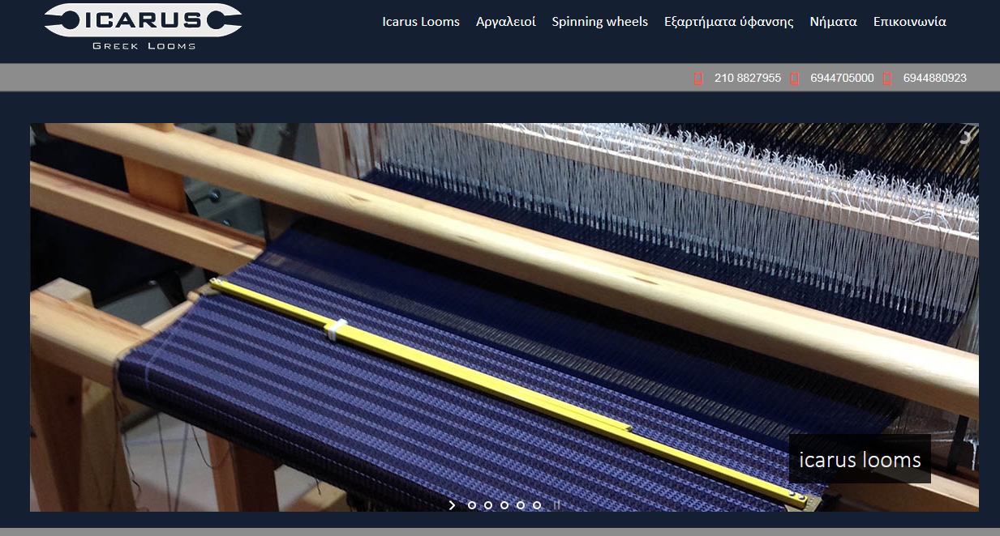 ICARUS
GREEK LOOMS
Icarus Looms Αργαλειοί Spinning wheels Εξαρτήματα ύφανσης Νήματα Επικοινωνία
210 8827955 6944705000 6944880923
icarus looms